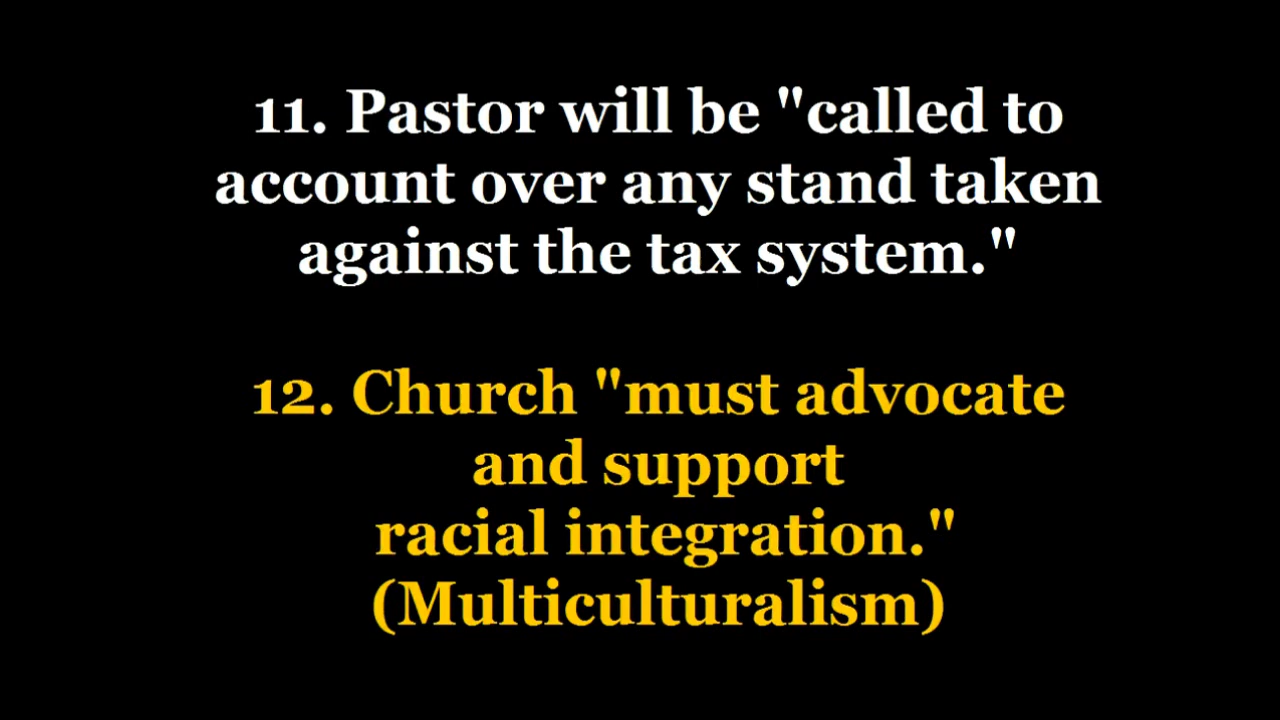 11. Pastor will be "called to
account over any stand taken
against the tax system."
12. Church "must advocate
and support
racial integration."
(Multiculturalism)